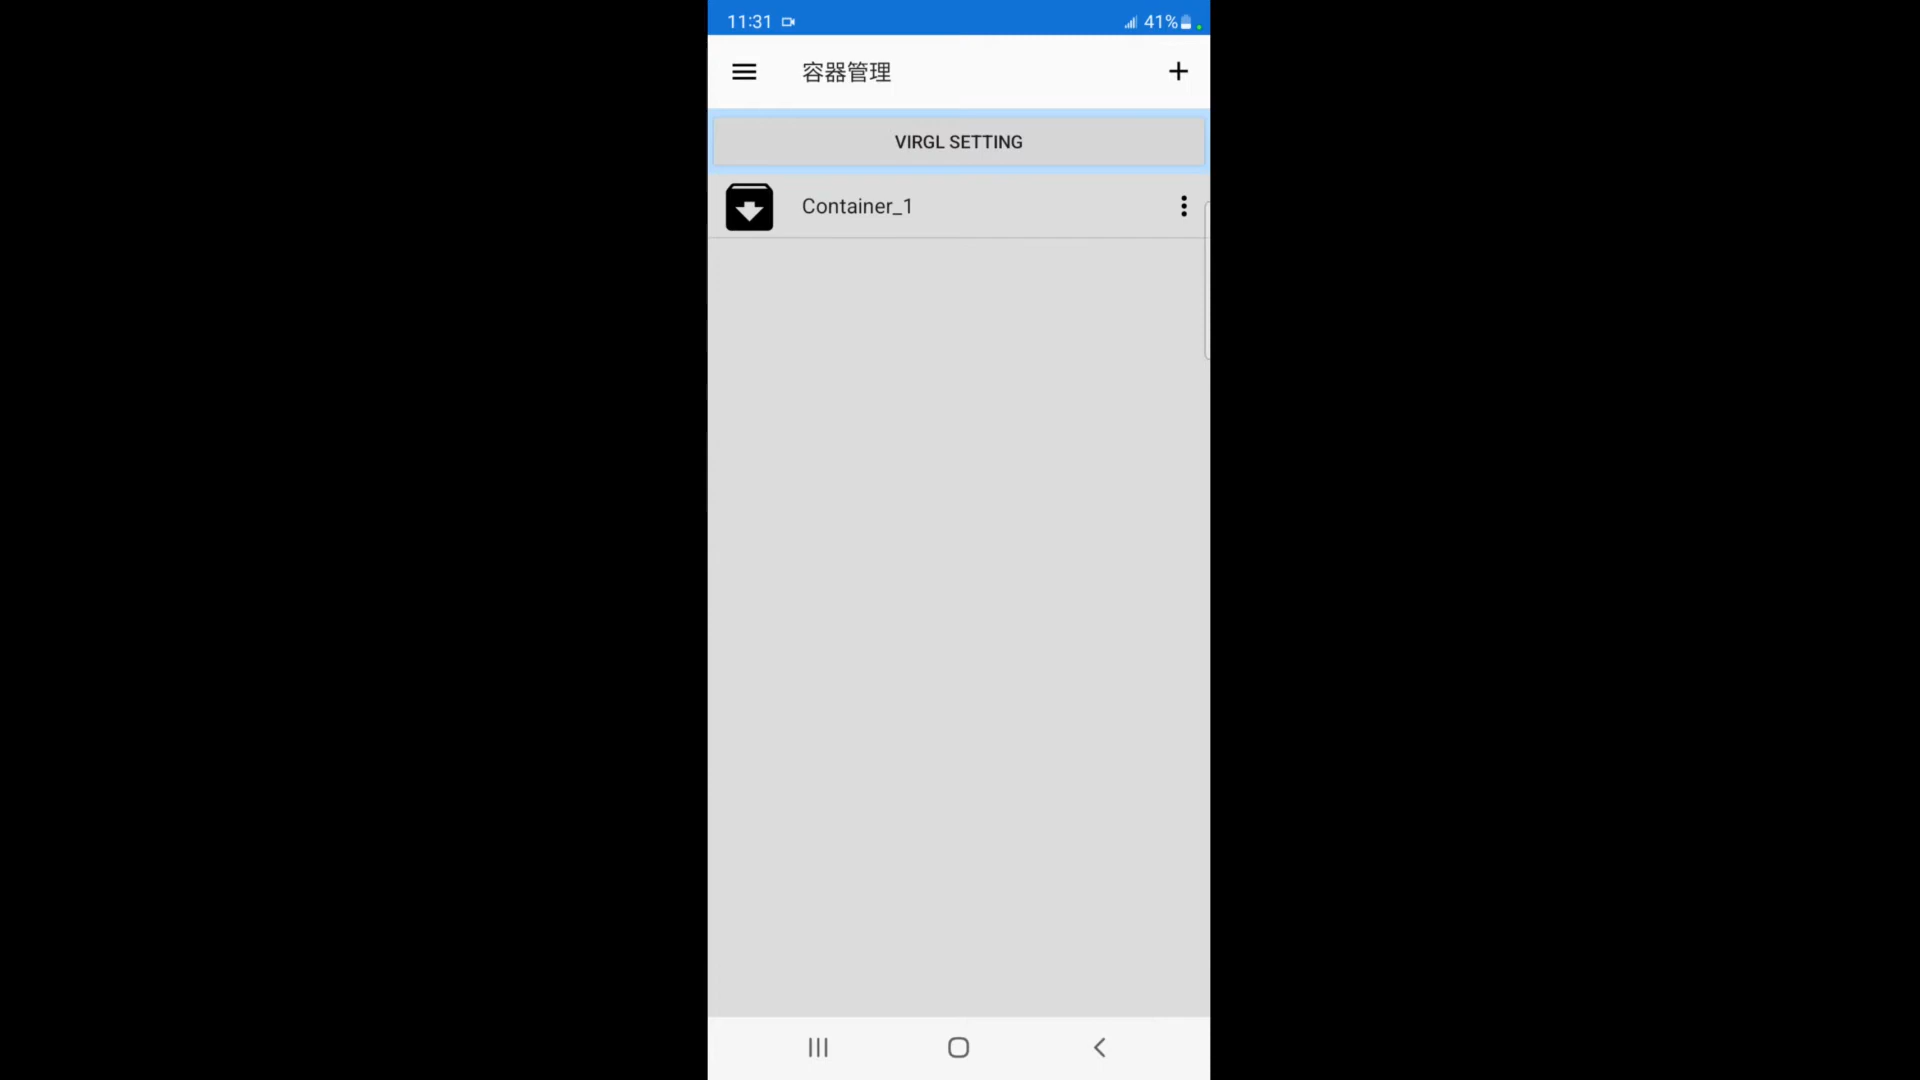 11:31 41%
容器管理
VIRGL SETTING
Container_1